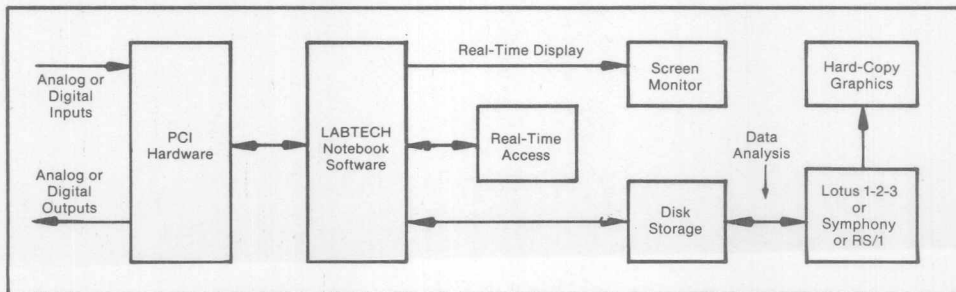 Analog or
Digital
Inputs
Analog or
Digital
Outputs
PCI
Hardware
LABTECH
Notebook
Software
Real-Time Display
Screen
Monitor
Real-Time
Access
Disk
Storage
Data
Analysis
Hard-Copy
Graphics
Lotus 1-2-3
or
Symphony
or RS/1